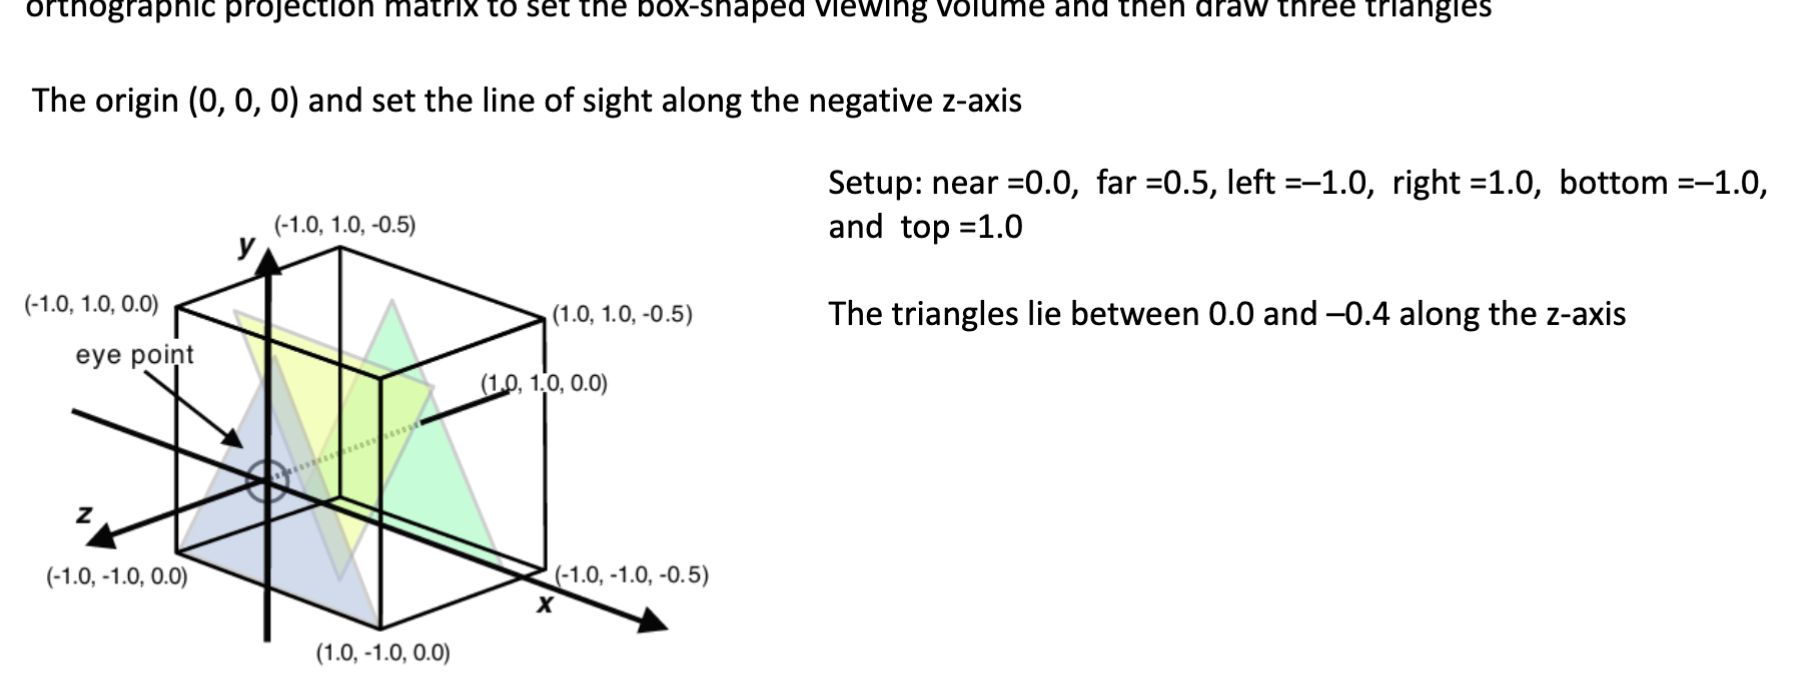 orthographic projection matrix to set the box-shaped viewing volume and then draw three triangles
The origin (0, 0, 0) and set the line of sight along the negative z-axis
Setup: near =0.0, far =0.5, left =–1.0, right =1.0, bottom =–1.0,
and top =1.0
The triangles lie between 0.0 and –0.4 along the z-axis
(-1.0, 1.0, -0.5)
y
(-1.0, 1.0, 0.0)
(1.0, 1.0, -0.5)
eye point
(1.0, 1.0, 0.0)
z
(-1.0, -1.0, 0.0)
(-1.0, -1.0, -0.5)
x
(1.0, -1.0, 0.0)